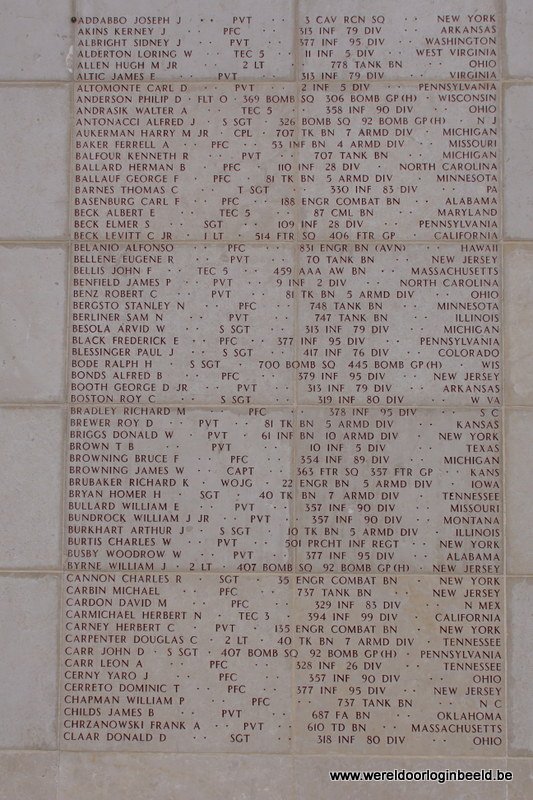 ADDABBO JOSEPH J · PVT · 3 CAV RCN SQ · NEW YORK
AKINS KERNEY J · PFC · 313 INF 79 DIV · ARKANSAS
ALBRIGHT SIDNEY J · PVT · 377 INF 95 DIV · WASHINGTON
ALDERTON LORING W · TEC 5 · 11 INF 5 DIV · WEST VIRGINIA
ALLEN HUGH M JR · 2 LT · 778 TANK BN · OHIO
ALTIC JAMES E · PVT · 313 INF 79 DIV · VIRGINIA
ALTOMONTE CARL D · PVT · 2 INF 5 DIV · PENNSYLVANIA
ANDERSON PHILIP D · FLT O · 369 BOMB SQ 306 BOMB GP(H) · WISCONSIN
ANDRASIK WALTER A · TEC 5 · 358 INF 90 DIV · OHIO
ANTONACCI ALFRED J · S SGT · 326 BOMB SQ 92 BOMB GP(H) · N J
AUKERMAN HARRY M JR · CPL · 707 TK BN 7 ARMD DIV · MICHIGAN
BAKER FERRELL A · PFC · 53 INF BN 4 ARMD DIV · MISSOURI
BALFOUR KENNETH R · PVT · 707 TANK BN · MICHIGAN
BALLARD HERMAN B · PFC · 110 INF 28 DIV · NORTH CAROLINA
BALLAUF GEORGE F · PFC · 81 TK BN 5 ARMD DIV · MINNESOTA
BARNES THOMAS C · T SGT · 330 INF 83 DIV · PA
BASENBURG CARL F · PFC · 188 ENGR COMBAT BN · ALABAMA
BECK ALBERT E · TEC 5 · 87 CML BN · MARYLAND
BECK ELMER S · SGT · 109 INF 28 DIV · PENNSYLVANIA
BECK LEVITT C JR · 1 LT · 514 FTR SQ 406 FTR GP · CALIFORNIA
BELANIO ALFONSO · PFC · 831 ENGR BN (AVN) · HAWAII
BELLENE EUGENE R · PVT · 70 TANK BN · NEW JERSEY
BELLIS JOHN F · TEC 5 · 459 AAA AW BN · MASSACHUSETTS
BENFIELD JAMES P · PVT · 9 INF 2 DIV · NORTH CAROLINA
BENZ ROBERT C · PVT · 81 TK BN 5 ARMD DIV · OHIO
BERGSTO STANLEY N · PFC · 748 TANK BN · MINNESOTA
BERLINER SAM N · PVT · 747 TANK BN · ILLINOIS
BESOLA ARVID W · S SGT · 313 INF 79 DIV · MICHIGAN
BLACK FREDERICK E · PFC · 377 INF 95 DIV · PENNSYLVANIA
BLESSINGER PAUL J · S SGT · 417 INF 76 DIV · COLORADO
BODE RALPH H · S SGT · 700 BOMB SQ 445 BOMB GP(H) · WIS
BONDS ALFRED B · PFC · 379 INF 95 DIV · NEW JERSEY
BOOTH GEORGE D JR · PVT · 313 INF 79 DIV · ARKANSAS
BOSTON ROY C · S SGT · 319 INF 80 DIV · W VA
BRADLEY RICHARD M · PFC · 378 INF 95 DIV · S C
BREWER ROY D · PVT · 81 TK BN 5 ARMD DIV · KANSAS
BRIGGS DONALD W · PVT · 61 INF BN 10 ARMD DIV · NEW YORK
BROWN T B · PVT · 10 INF 5 DIV · TEXAS
BROWNING BRUCE F · PFC · 354 INF 89 DIV · MICHIGAN
BROWNING JAMES W · CAPT · 363 FTR SQ 357 FTR GP · KANS
BRUBAKER RICHARD K · WOJG · 22 ENGR BN 5 ARMD DIV · IOWA
BRYAN HOMER H · SGT · 40 TK BN 7 ARMD DIV · TENNESSEE
BULLARD WILLIAM E · PVT · 357 INF 90 DIV · MISSOURI
BUNDROCK WILLIAM J JR · PVT · 357 INF 90 DIV · MONTANA
BURKHART ARTHUR J · S SGT · 10 TK BN 5 ARMD DIV · ILLINOIS
BURTIS CHARLES W · PVT · 501 PRCHT INF REGT · NEW YORK
BUSBY WOODROW W · PVT · 377 INF 95 DIV · ALABAMA
BYRNE WILLIAM J · 2 LT · 407 BOMB SQ 92 BOMB GP(H) · NEW JERSEY
CANNON CHARLES R · SGT · 35 ENGR COMBAT BN · NEW YORK
CARBIN MICHAEL · PFC · 737 TANK BN · NEW JERSEY
CARDON DAVID M · PFC · 329 INF 83 DIV · N MEX
CARMICHAEL HERBERT N · TEC 3 · 394 INF 99 DIV · CALIFORNIA
CARNEY HERBERT C · PVT · 135 ENGR COMBAT BN · NEW YORK
CARPENTER DOUGLAS C · 2 LT · 40 TK BN 7 ARMD DIV · TENNESSEE
CARR JOHN D · S SGT · 407 BOMB SQ 92 BOMB GP(H) · PENNSYLVANIA
CARR LEON A · PFC · 328 INF 26 DIV · TENNESSEE
CERNY YARO J · PFC · 357 INF 90 DIV · OHIO
CERRETO DOMINIC T · PFC · 377 INF 95 DIV · NEW JERSEY
CHAPMAN WILLIAM P · PFC · 737 TANK BN · N C
CHILDS JAMES B · PVT · 687 FA BN · OKLAHOMA
CHRZANOWSKI FRANK A · PVT · 610 TD BN · MASSACHUSETTS
CLAAR DONALD D · SGT · 318 INF 80 DIV · OHIO
www.wereldoorloginbeeld.be